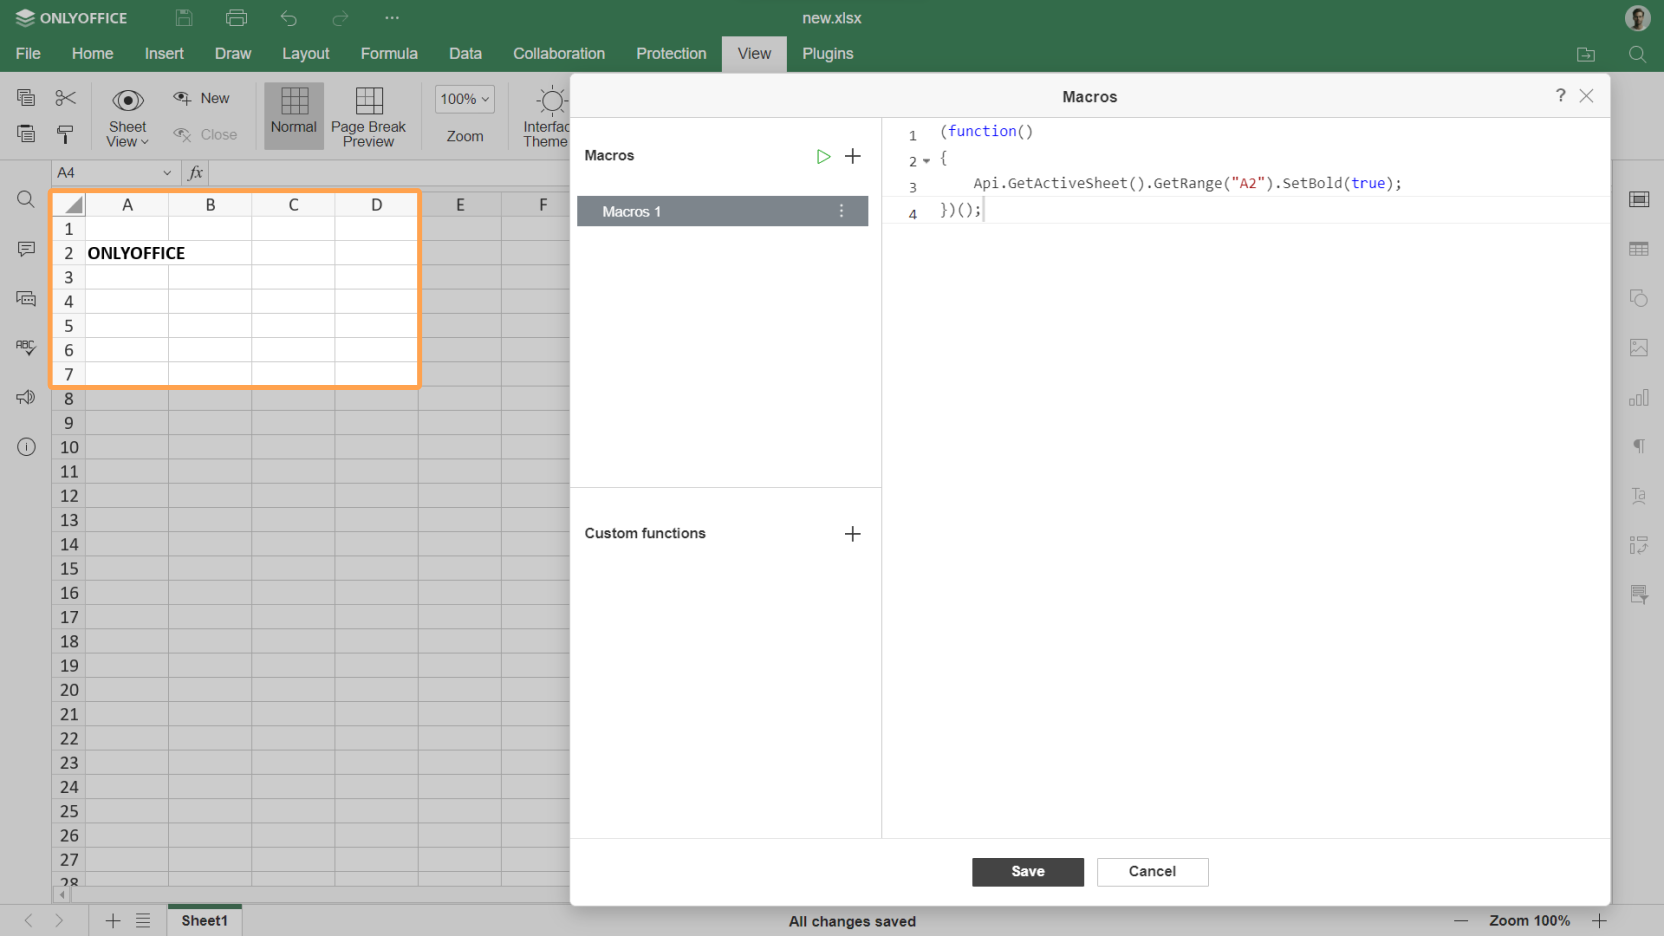 ONLYOFFICE
new.xlsx
File Home Insert Draw Layout Formula Data Collaboration Protection View Plugins
Sheet View
New
Close
Normal
Page Break Preview
100%
Zoom
Interfac
Theme
Macros
?
A4
fx
A B C D E F
1
2 ONLYOFFICE
3
4
5
6
7
8
9
10
11
12
13
14
15
16
17
18
19
20
21
22
23
24
25
26
27
28
Macros
Macros 1
Custom functions
1 (function()
2 {
3 Api.GetActiveSheet().GetRange("A2").SetBold(true);
4 })();
Save
Cancel
ABC
Ta
Sheet1
All changes saved
Zoom 100%